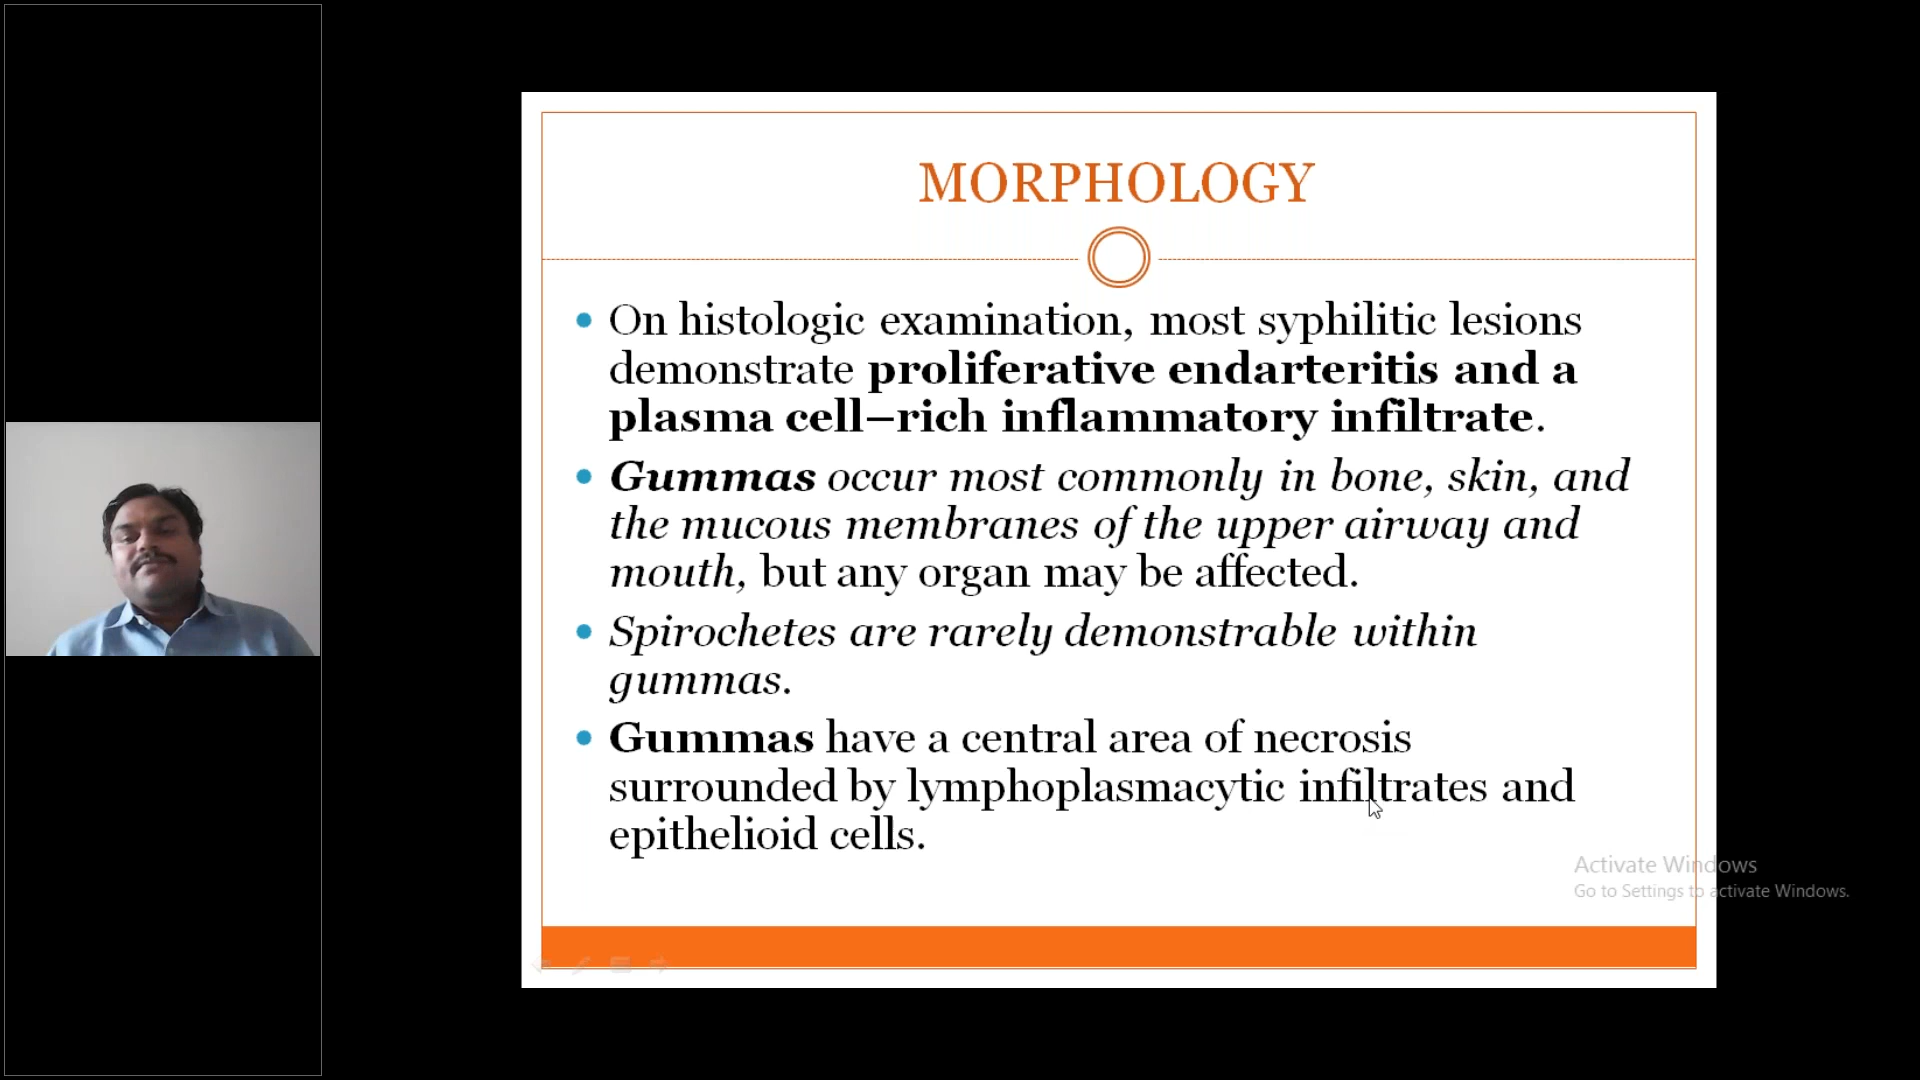 MORPHOLOGY
• On histologic examination, most syphilitic lesions
demonstrate proliferative endarteritis and a
plasma cell–rich inflammatory infiltrate.
• Gummas occur most commonly in bone, skin, and
the mucous membranes of the upper airway and
mouth, but any organ may be affected.
• Spirochetes are rarely demonstrable within
gummas.
• Gummas have a central area of necrosis
surrounded by lymphoplasmacytic infiltrates and
epithelioid cells.
Activate Windows
Go to Settings to activate Windows.